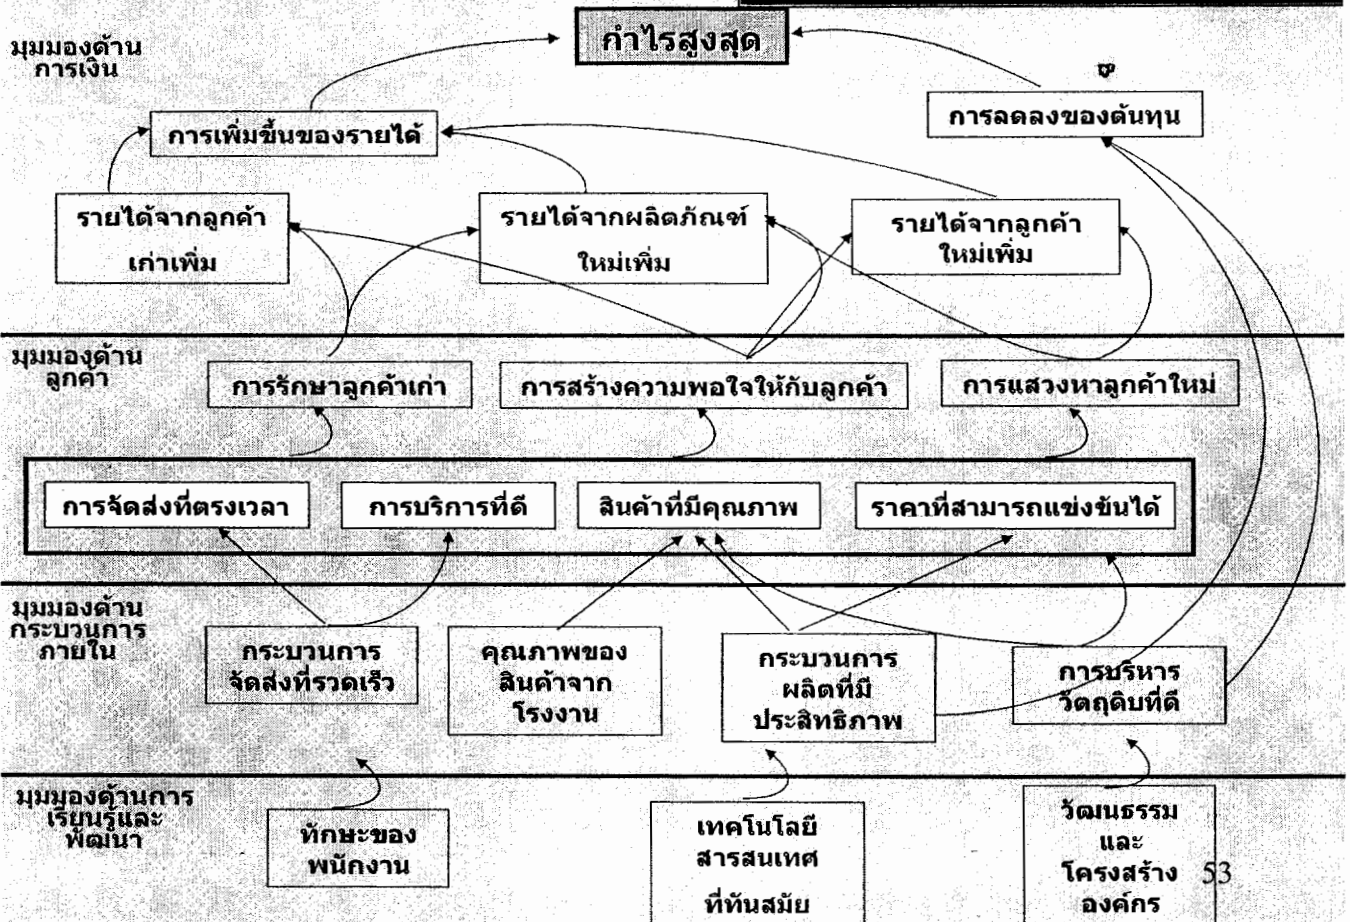 กำไรสูงสุด
มุมมองด้าน
การเงิน
การลดลงของต้นทุน
การเพิ่มขึ้นของรายได้
รายได้จากลูกค้า
เก่าเพิ่ม
รายได้จากผลิตภัณฑ์
ใหม่เพิ่ม
รายได้จากลูกค้า
ใหม่เพิ่ม
มุมมองด้าน
ลูกค้า
การรักษาลูกค้าเก่า
การสร้างความพอใจให้กับลูกค้า
การแสวงหาลูกค้าใหม่
การจัดส่งที่ตรงเวลา
การบริการที่ดี
สินค้าที่มีคุณภาพ
ราคาที่สามารถแข่งขันได้
มุมมองด้าน
กระบวนการ
ภายใน
กระบวนการ
จัดส่งที่รวดเร็ว
คุณภาพของ
สินค้าจาก
โรงงาน
กระบวนการ
ผลิตที่มี
ประสิทธิภาพ
การบริหาร
วัตถุดิบที่ดี
มุมมองด้านการ
เรียนรู้และ
พัฒนา
ทักษะของ
พนักงาน
เทคโนโลยี
สารสนเทศ
ที่ทันสมัย
วัฒนธรรม
และ
โครงสร้าง
องค์กร
53